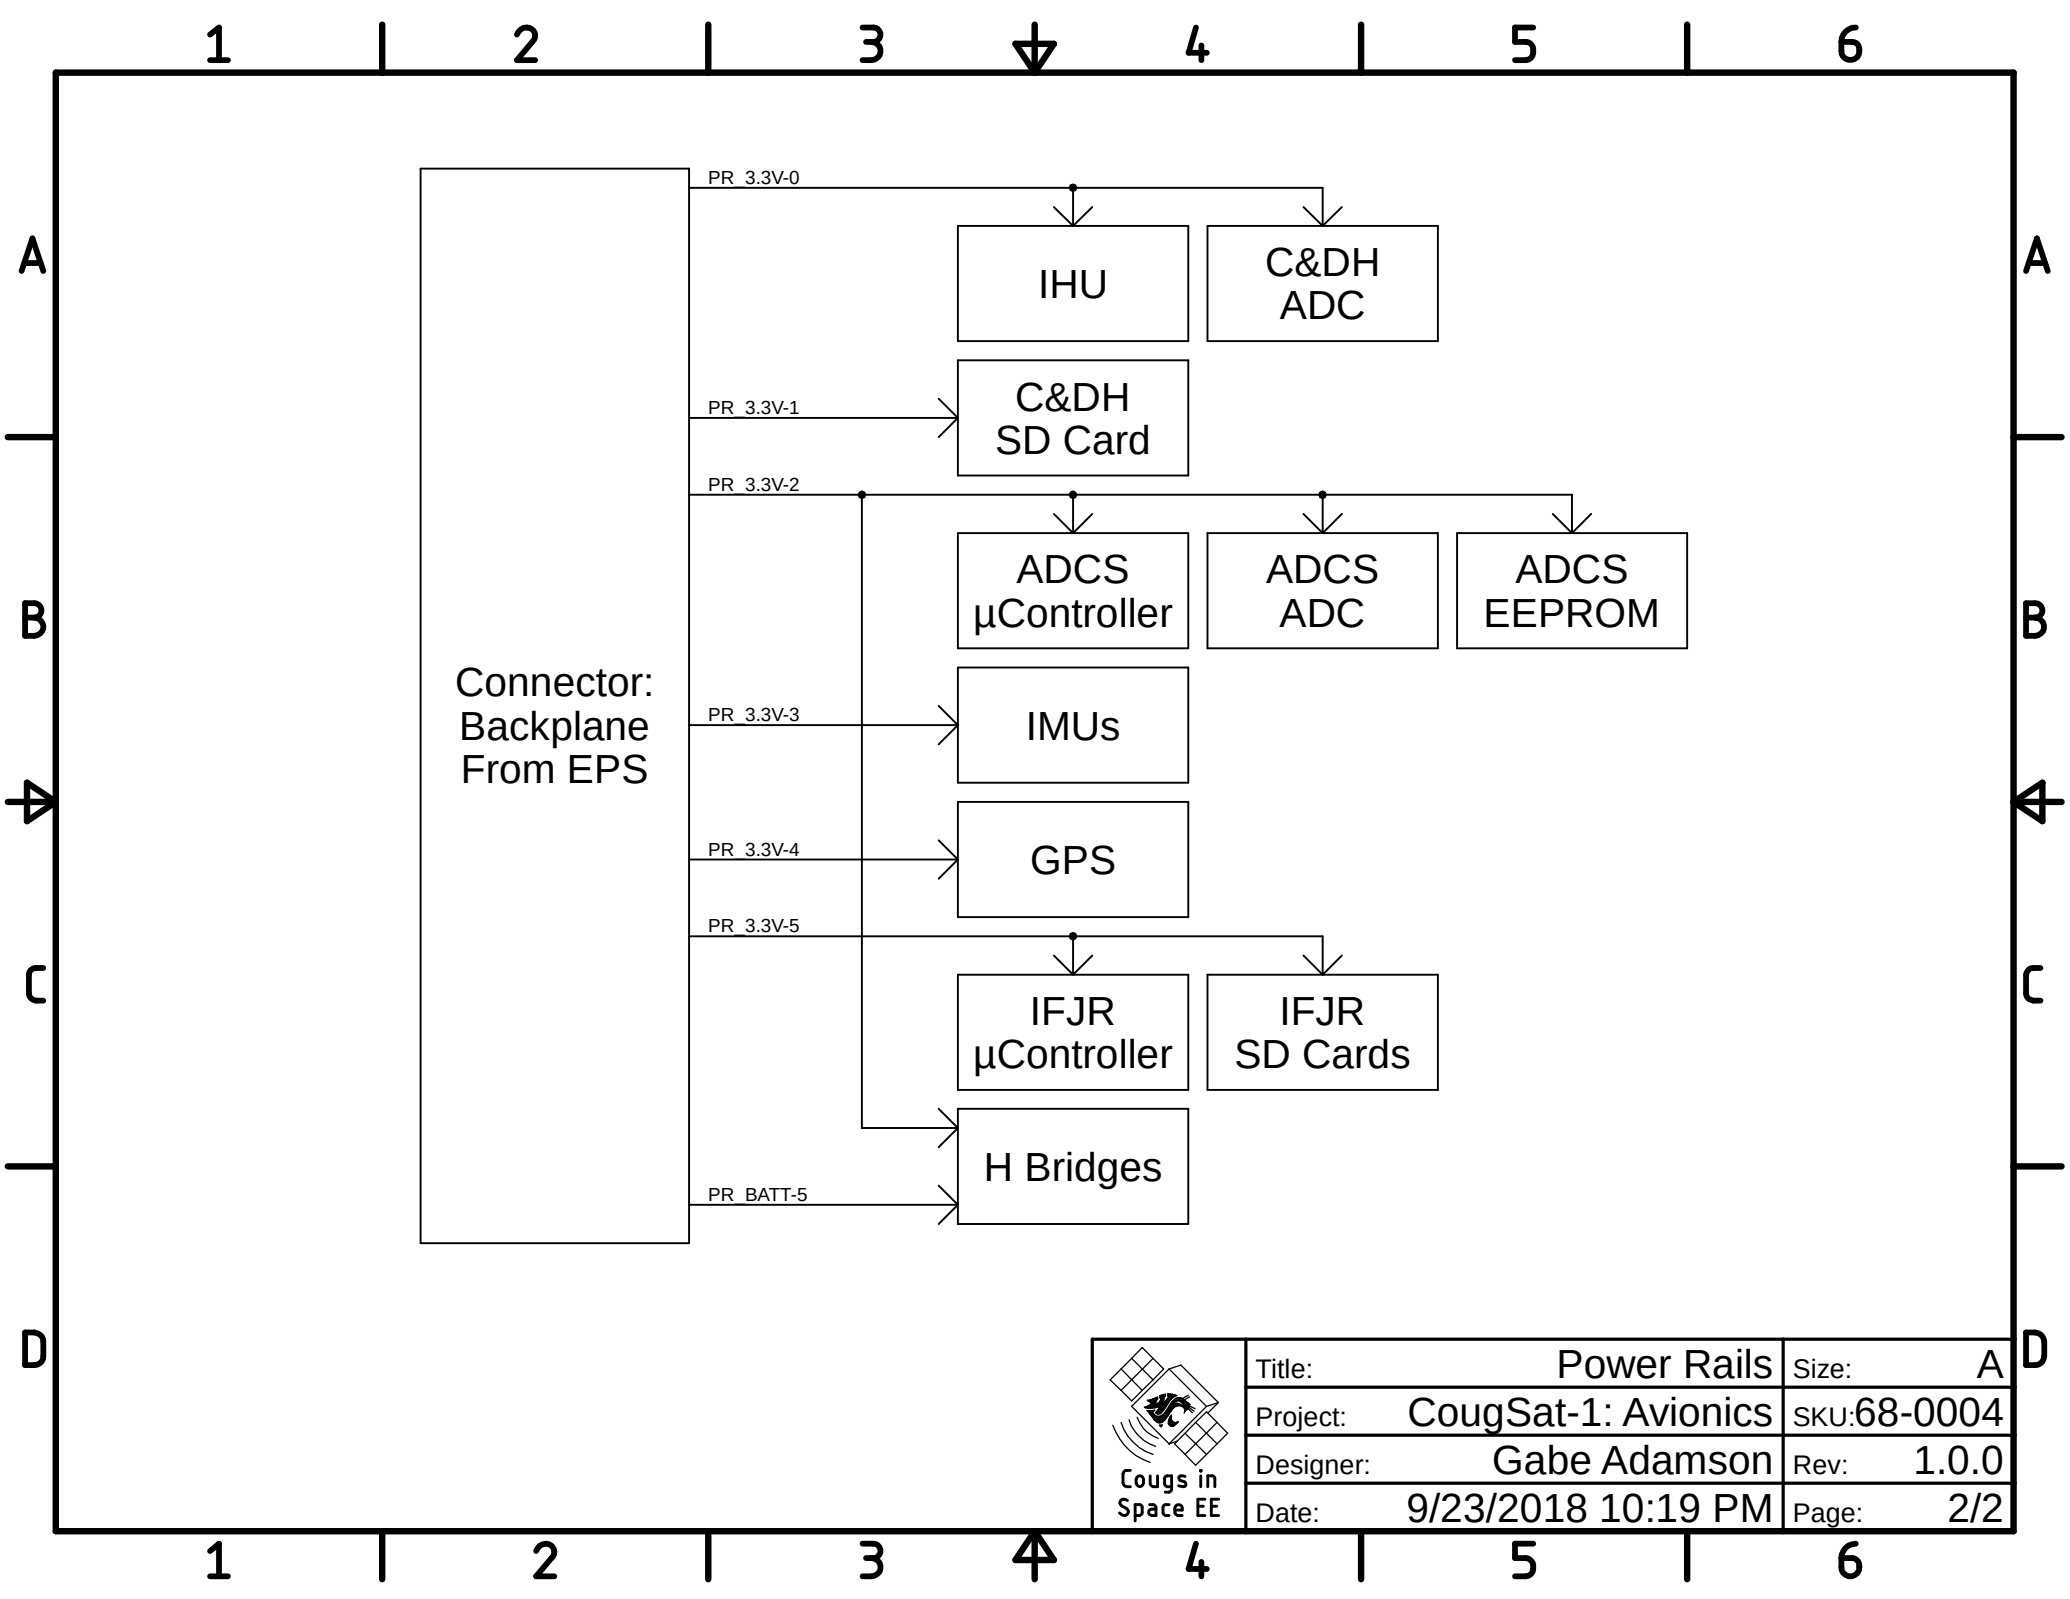 1 2 3 4 5 6
PR_3.3V-0
A
IHU
C&DH
ADC
A
PR_3.3V-1
C&DH
SD Card
PR_3.3V-2
B
ADCS
µController
ADCS
ADC
ADCS
EEPROM
B
Connector:
Backplane
From EPS
PR_3.3V-3
IMUs
PR_3.3V-4
GPS
PR_3.3V-5
C
IFJR
µController
IFJR
SD Cards
C
H Bridges
PR_BATT-5
D
Cougs in
Space EE
Title: Power Rails Size: A
Project: CougSat-1: Avionics SKU:68-0004
Designer: Gabe Adamson Rev: 1.0.0
Date: 9/23/2018 10:19 PM Page: 2/2
D
1 2 3 4 5 6